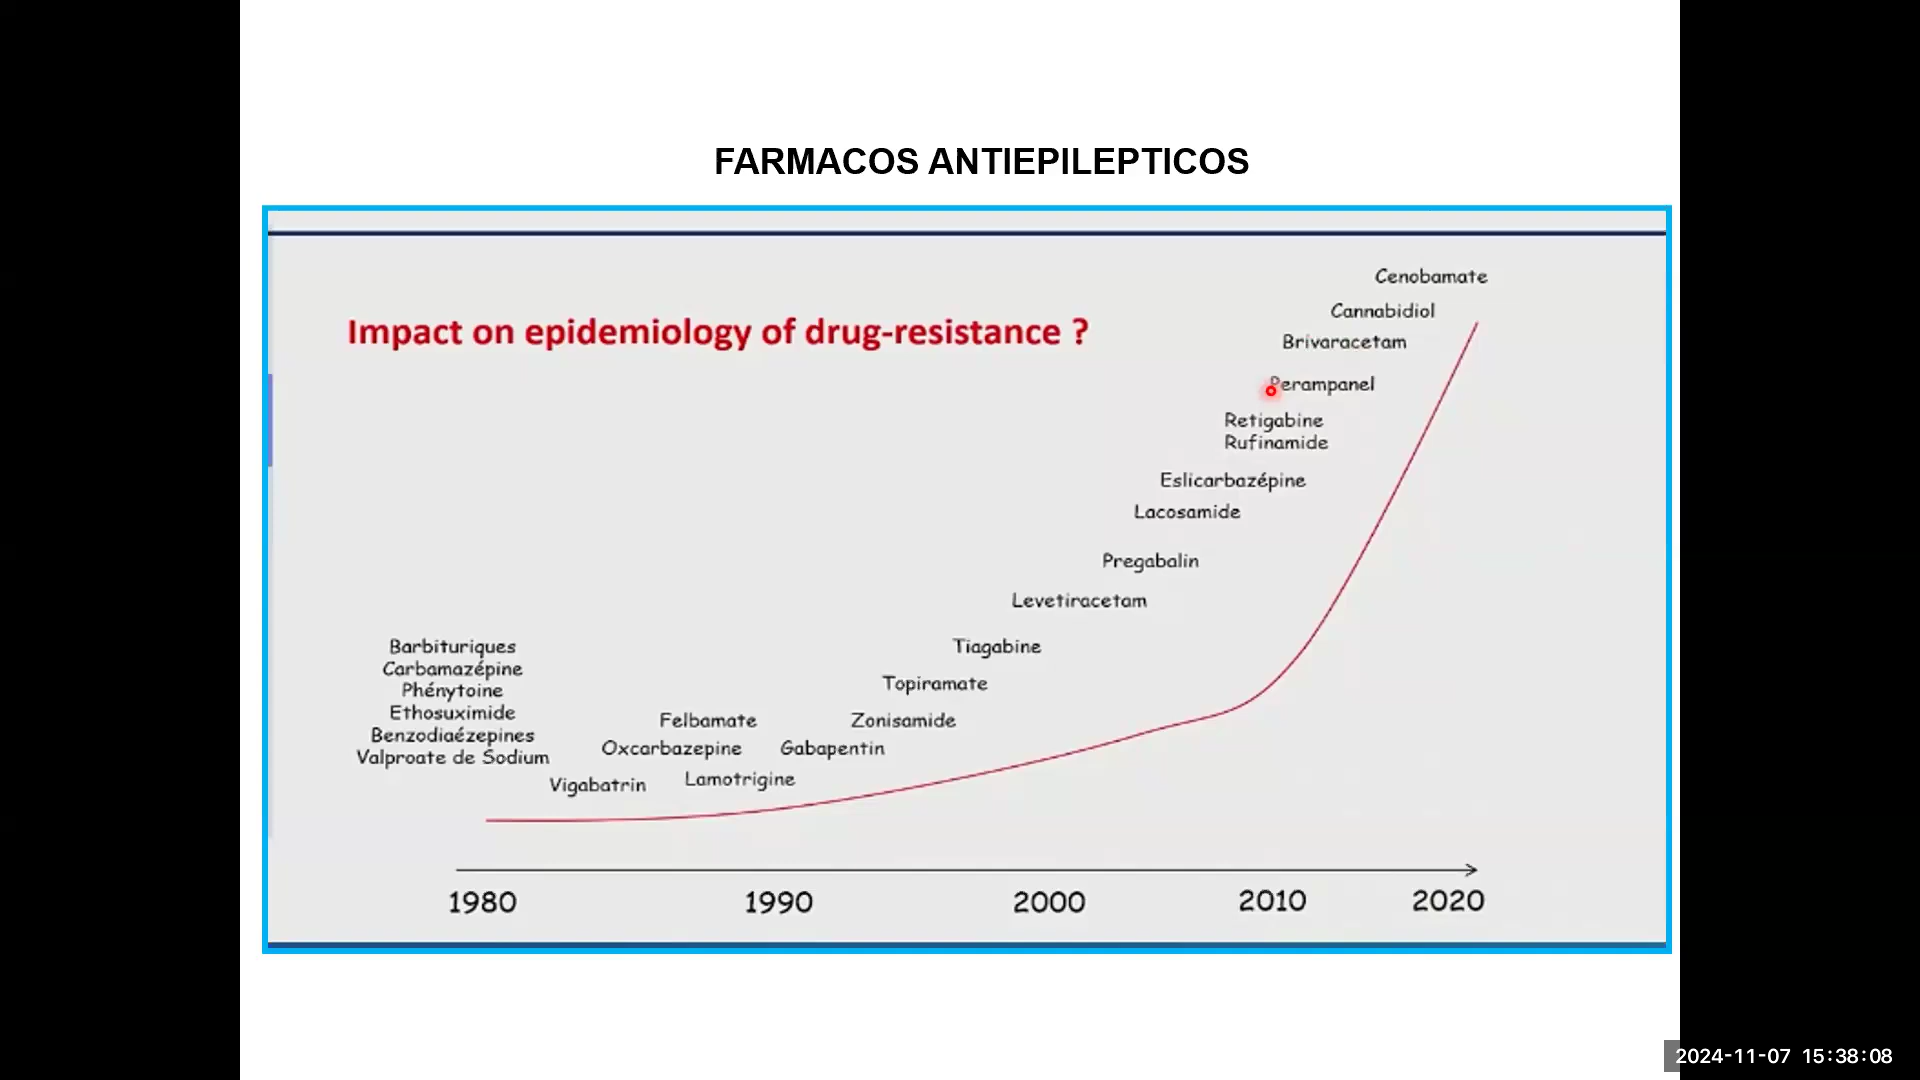 FARMACOS ANTIEPILEPTICOS
Impact on epidemiology of drug-resistance ?
Cenobamate
Cannabidiol
Brivaracetam
Perampanel
Retigabine
Rufinamide
Eslicarbazépine
Lacosamide
Pregabalin
Levetiracetam
Tiagabine
Topiramate
Zonisamide
Gabapentin
Felbamate
Oxcarbazepine
Lamotrigine
Vigabatrin
Barbituriques
Carbamazépine
Phénytoine
Ethosuximide
Benzodiaézepines
Valproate de Sodium
1980 1990 2000 2010 2020
2024-11-07 15:38:08